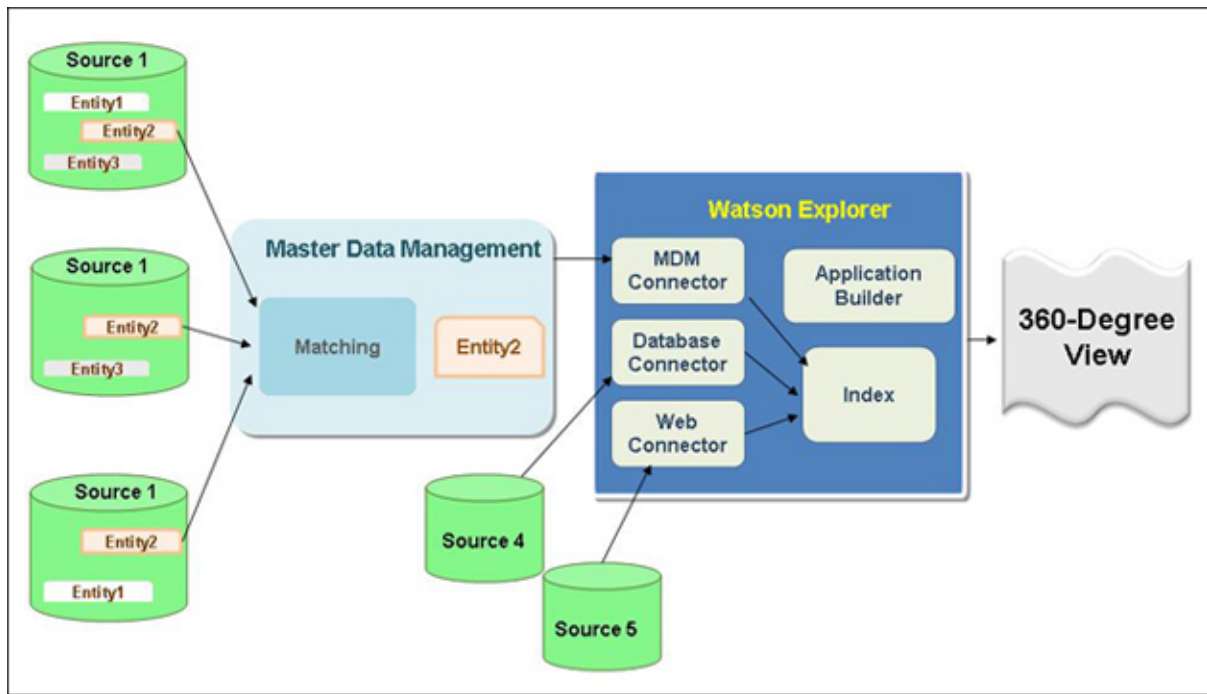 Source 1
Entity1
Entity2
Entity3
Source 1
Entity2
Entity3
Source 1
Entity2
Entity1
Master Data Management
Matching
Entity2
Source 4
Source 5
Watson Explorer
MDM
Connector
Database
Connector
Web
Connector
Application
Builder
Index
360-Degree
View